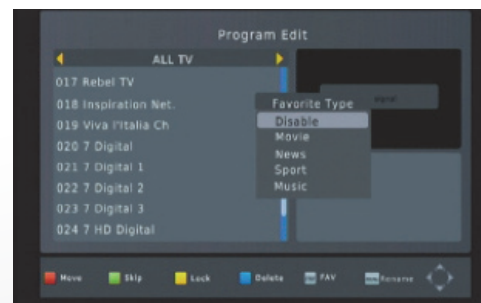 Program Edit
ALL TV
017 Rebel TV
018 Inspiration Net.
019 Viva l'Italia Ch
020 7 Digital
021 7 Digital 1
022 7 Digital 2
023 7 Digital 3
024 7 HD Digital
Signal
Favorite Type
Disable
Movie
News
Sport
Music
Move
Skip
Lock
Delete
FAV
Rename